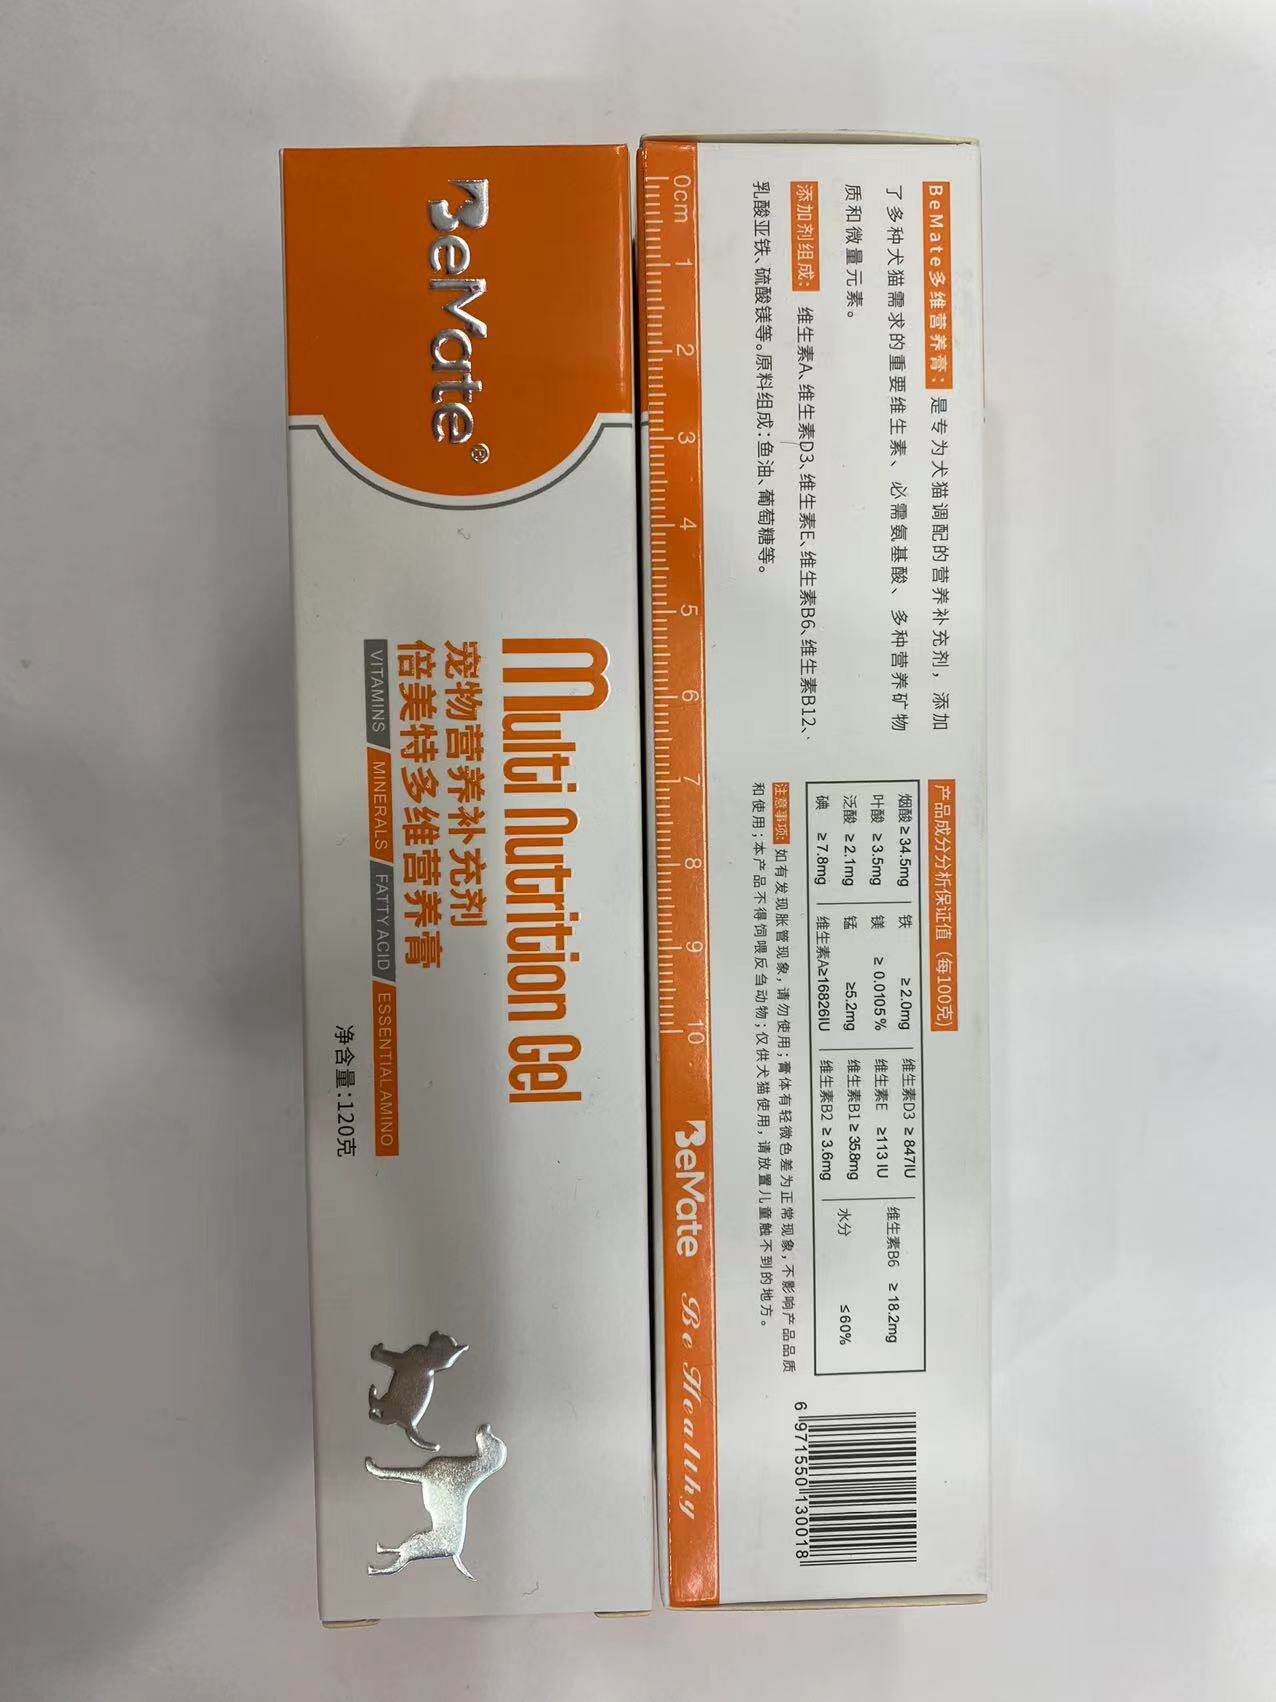 BeMate®
Multi Nutrition Gel
宠物营养补充剂
倍美特多维营养膏
VITAMINS MINERALS FATTY ACID ESSENTIAL AMINO
净含量:120克
BeMate多维营养膏：是专为犬猫调配的营养补充剂，添加
了多种犬猫需求的重要维生素、必需氨基酸、多种营养矿物
质和微量元素。
添加剂组成：维生素A、维生素D3、维生素E、维生素B6、维生素B12、
乳酸亚铁、硫酸镁等。原料组成:鱼油、葡萄糖等。
产品成分分析保证值（每100克）
烟酸≥34.5mg 铁 ≥2.0mg 维生素D3≥847IU 维生素B6 ≥18.2mg
叶酸≥3.5mg 镁 ≥0.0105% 维生素E ≥113IU
泛酸≥2.1mg 锰 ≥5.2mg 维生素B1≥35.8mg 水分 ≤60%
碘 ≥7.8mg 维生素A≥16826IU 维生素B2≥3.6mg
注意事项：如有发现胀管现象，请勿使用；膏体有轻微色差为正常现象，不影响产品品质
和使用；本产品不得饲喂反刍动物；仅供犬猫使用，请放置儿童触不到的地方。
6 971550 130018
0cm 1 2 3 4 5 6 7 8 9 10 BeMate Be Healthy